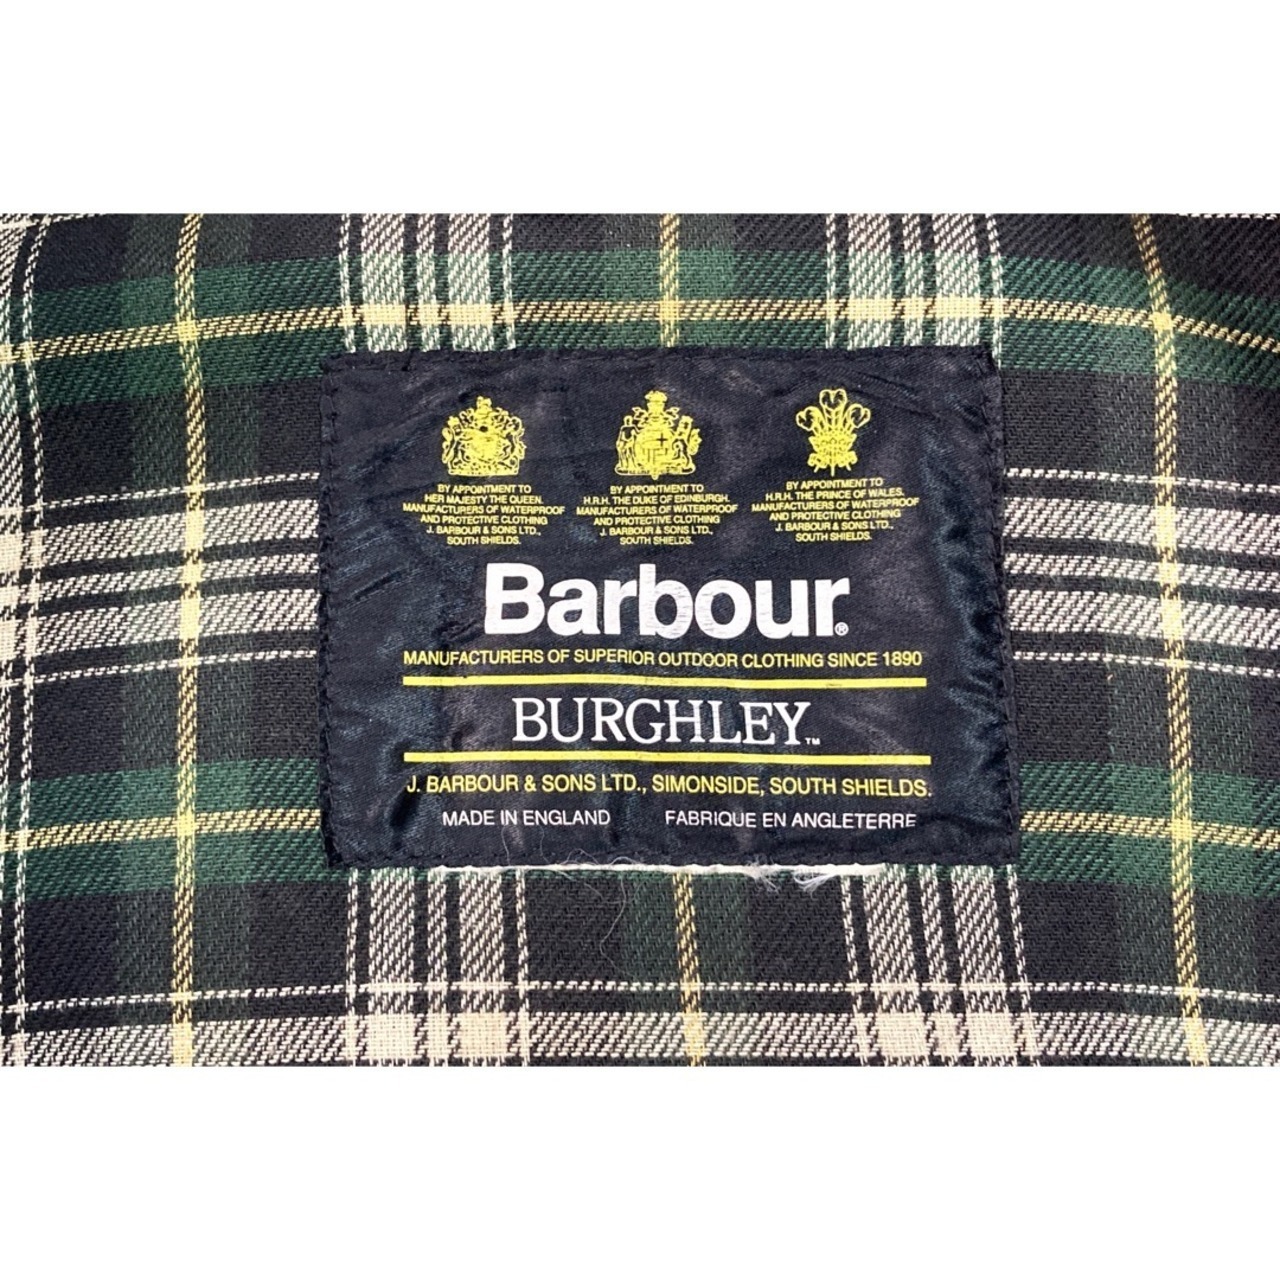 BY APPOINTMENT TO
HER MAJESTY THE QUEEN.
MANUFACTURERS OF WATERPROOF
AND PROTECTIVE CLOTHING
J. BARBOUR & SONS LTD.,
SOUTH SHIELDS.
BY APPOINTMENT TO
H.R.H. THE DUKE OF EDINBURGH.
MANUFACTURERS OF WATERPROOF
AND PROTECTIVE CLOTHING
J. BARBOUR & SONS LTD.,
SOUTH SHIELDS.
BY APPOINTMENT TO
H.R.H. THE PRINCE OF WALES.
MANUFACTURERS OF WATERPROOF
AND PROTECTIVE CLOTHING
J. BARBOUR & SONS LTD.,
SOUTH SHIELDS.
Barbour®
MANUFACTURERS OF SUPERIOR OUTDOOR CLOTHING SINCE 1890
BURGHLEY™
J. BARBOUR & SONS LTD., SIMONSIDE, SOUTH SHIELDS.
MADE IN ENGLAND FABRIQUE EN ANGLETERRE